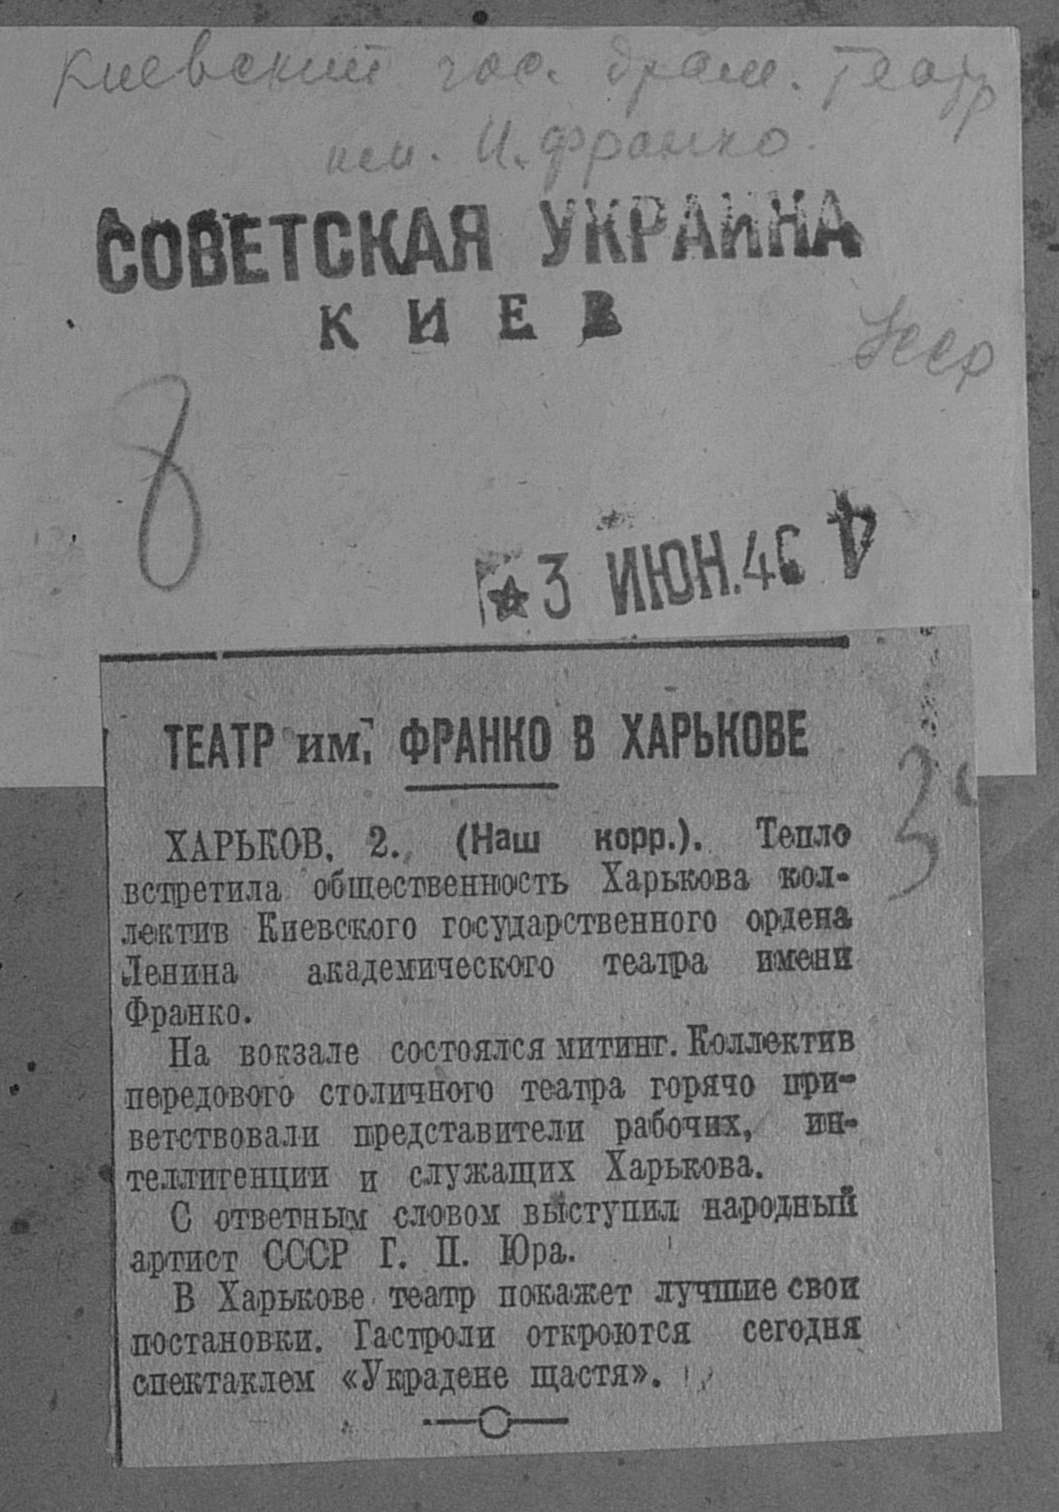 Киевский гос. драм. театр
им. И. Франко.
СОВЕТСКАЯ УКРАИНА
КИЕВ
8
3 ИЮН.46
ТЕАТР им. ФРАНКО В ХАРЬКОВЕ
ХАРЬКОВ, 2. (Наш корр.). Тепло
встретила общественность Харькова кол-
лектив Киевского государственного ордена
Ленина академического театра имени
Франко.
На вокзале состоялся митинг. Коллектив
передового столичного театра горячо при-
ветствовали представители рабочих, ин-
теллигенции и служащих Харькова.
С ответным словом выступил народный
артист СССР Г. П. Юра.
В Харькове театр покажет лучшие свои
постановки. Гастроли откроются сегодня
спектаклем «Украдене щастя».